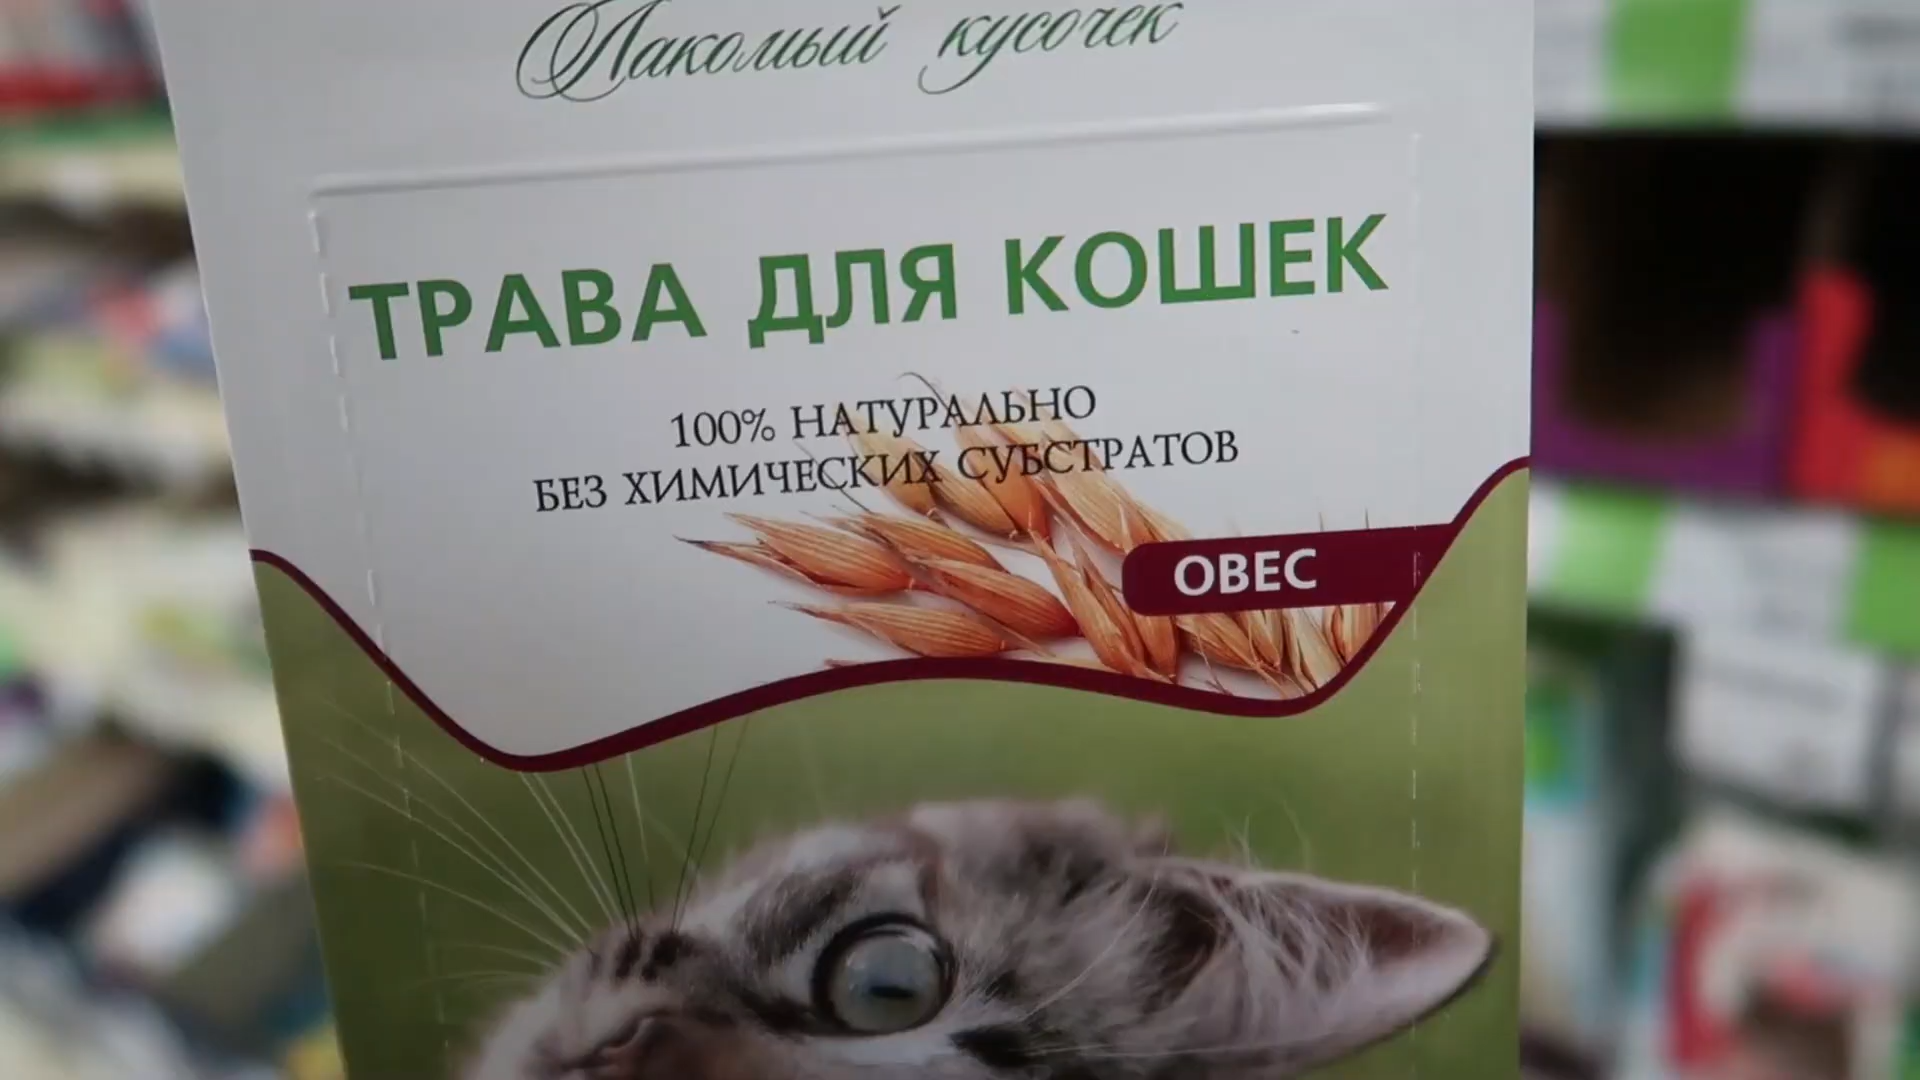 Лакомый кусочек
ТРАВА ДЛЯ КОШЕК
100% НАТУРАЛЬНО
БЕЗ ХИМИЧЕСКИХ СУБСТРАТОВ
ОВЕС